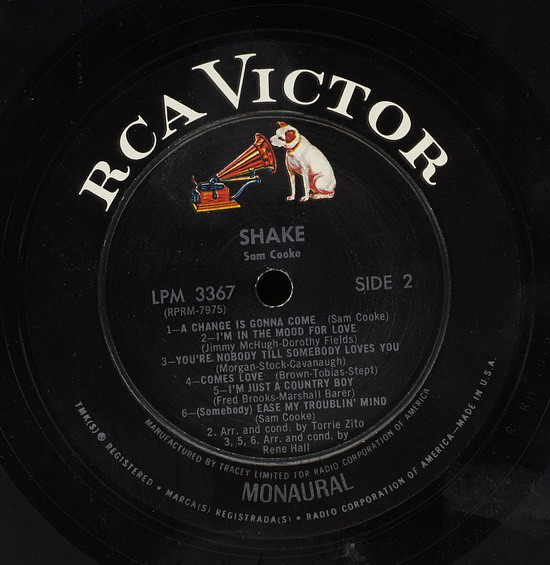 RCA VICTOR
SHAKE
Sam Cooke
LPM 3367
SIDE 2
(RPRM-7975)
1—A CHANGE IS GONNA COME (Sam Cooke)
2—I'M IN THE MOOD FOR LOVE
(Jimmy McHugh-Dorothy Fields)
3—YOU'RE NOBODY TILL SOMEBODY LOVES YOU
(Morgan-Stock-Cavanaugh)
4—COMES LOVE (Brown-Tobias-Stept)
5—I'M JUST A COUNTRY BOY
(Fred Brooks-Marshall Barer)
6—(Somebody) EASE MY TROUBLIN' MIND
(Sam Cooke)
2. Arr. and cond. by Torrie Zito
3, 5, 6. Arr. and cond. by
Rene Hall
MANUFACTURED BY TRACEY LIMITED FOR RADIO CORPORATION OF AMERICA
MONAURAL
TMK(S) ® REGISTERED • MARCA(S) REGISTRADA(S) • RADIO CORPORATION OF AMERICA—MADE IN U.S.A.